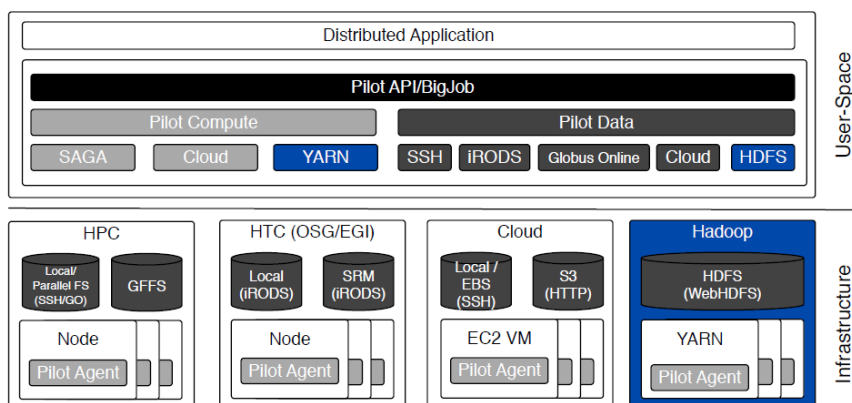 Distributed Application
Pilot API/BigJob
Pilot Compute
Pilot Data
SAGA
Cloud
YARN
SSH
iRODS
Globus Online
Cloud
HDFS
User-Space
HPC
Local/
Parallel FS
(SSH/GO)
GFFS
Node
Pilot Agent
HTC (OSG/EGI)
Local
(iRODS)
SRM
(iRODS)
Node
Pilot Agent
Cloud
Local /
EBS
(SSH)
S3
(HTTP)
EC2 VM
Pilot Agent
Hadoop
HDFS
(WebHDFS)
YARN
Pilot Agent
Infrastructure